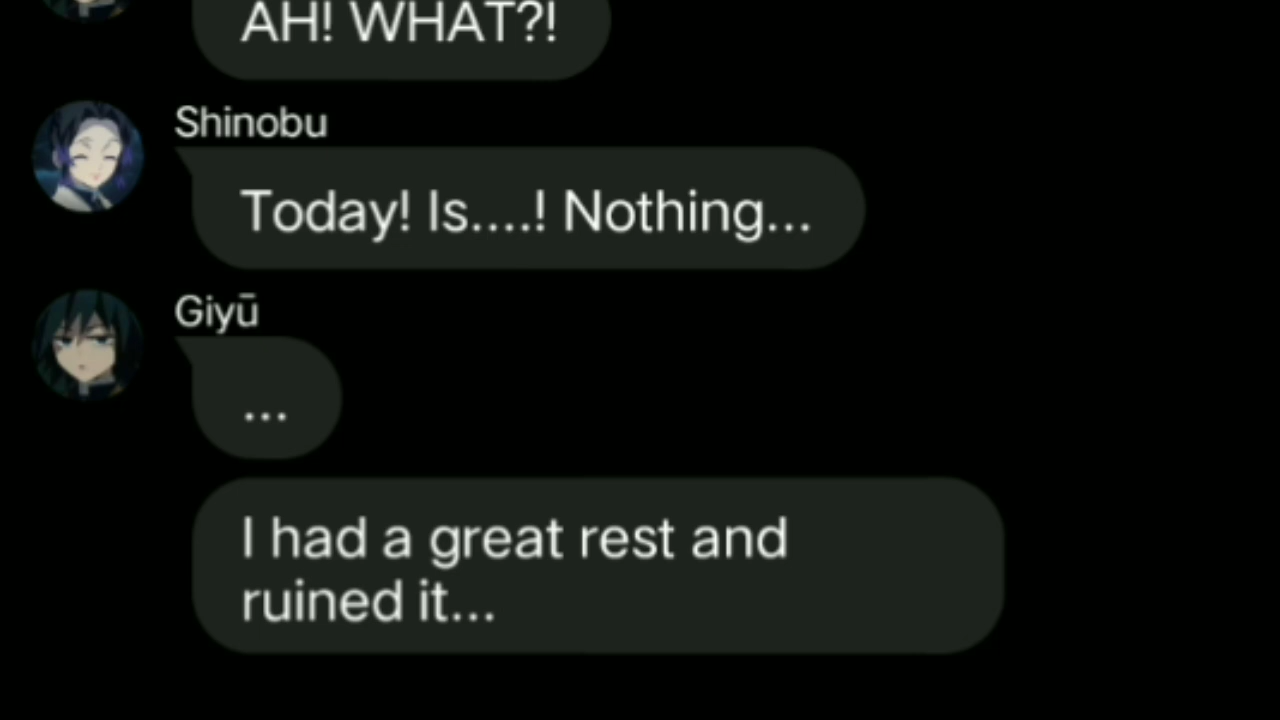 AH! WHAT?!
Shinobu
Today! Is....! Nothing...
Giyū
...
I had a great rest and
ruined it...